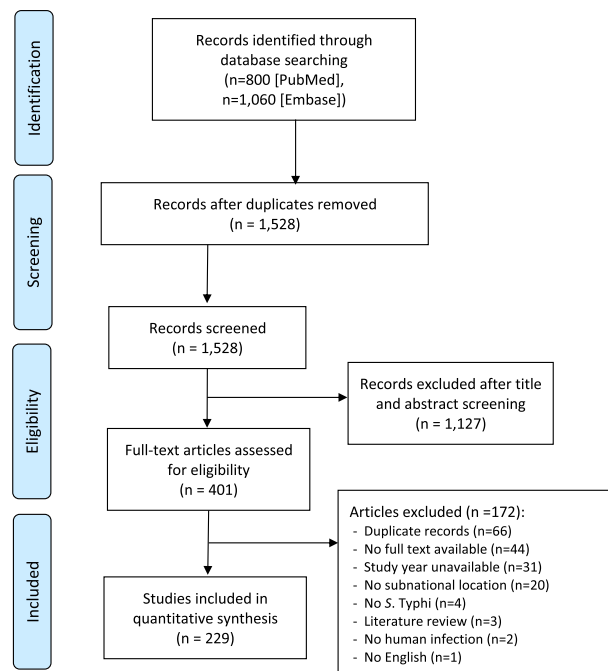 Identification
Records identified through
database searching
(n=800 [PubMed],
n=1,060 [Embase])
Screening
Records after duplicates removed
(n = 1,528)
Records screened
(n = 1,528)
Eligibility
Records excluded after title
and abstract screening
(n = 1,127)
Full-text articles assessed
for eligibility
(n = 401)
Included
Articles excluded (n =172):
- Duplicate records (n=66)
- No full text available (n=44)
- Study year unavailable (n=31)
- No subnational location (n=20)
- No S. Typhi (n=4)
- Literature review (n=3)
- No human infection (n=2)
- No English (n=1)
Studies included in
quantitative synthesis
(n = 229)